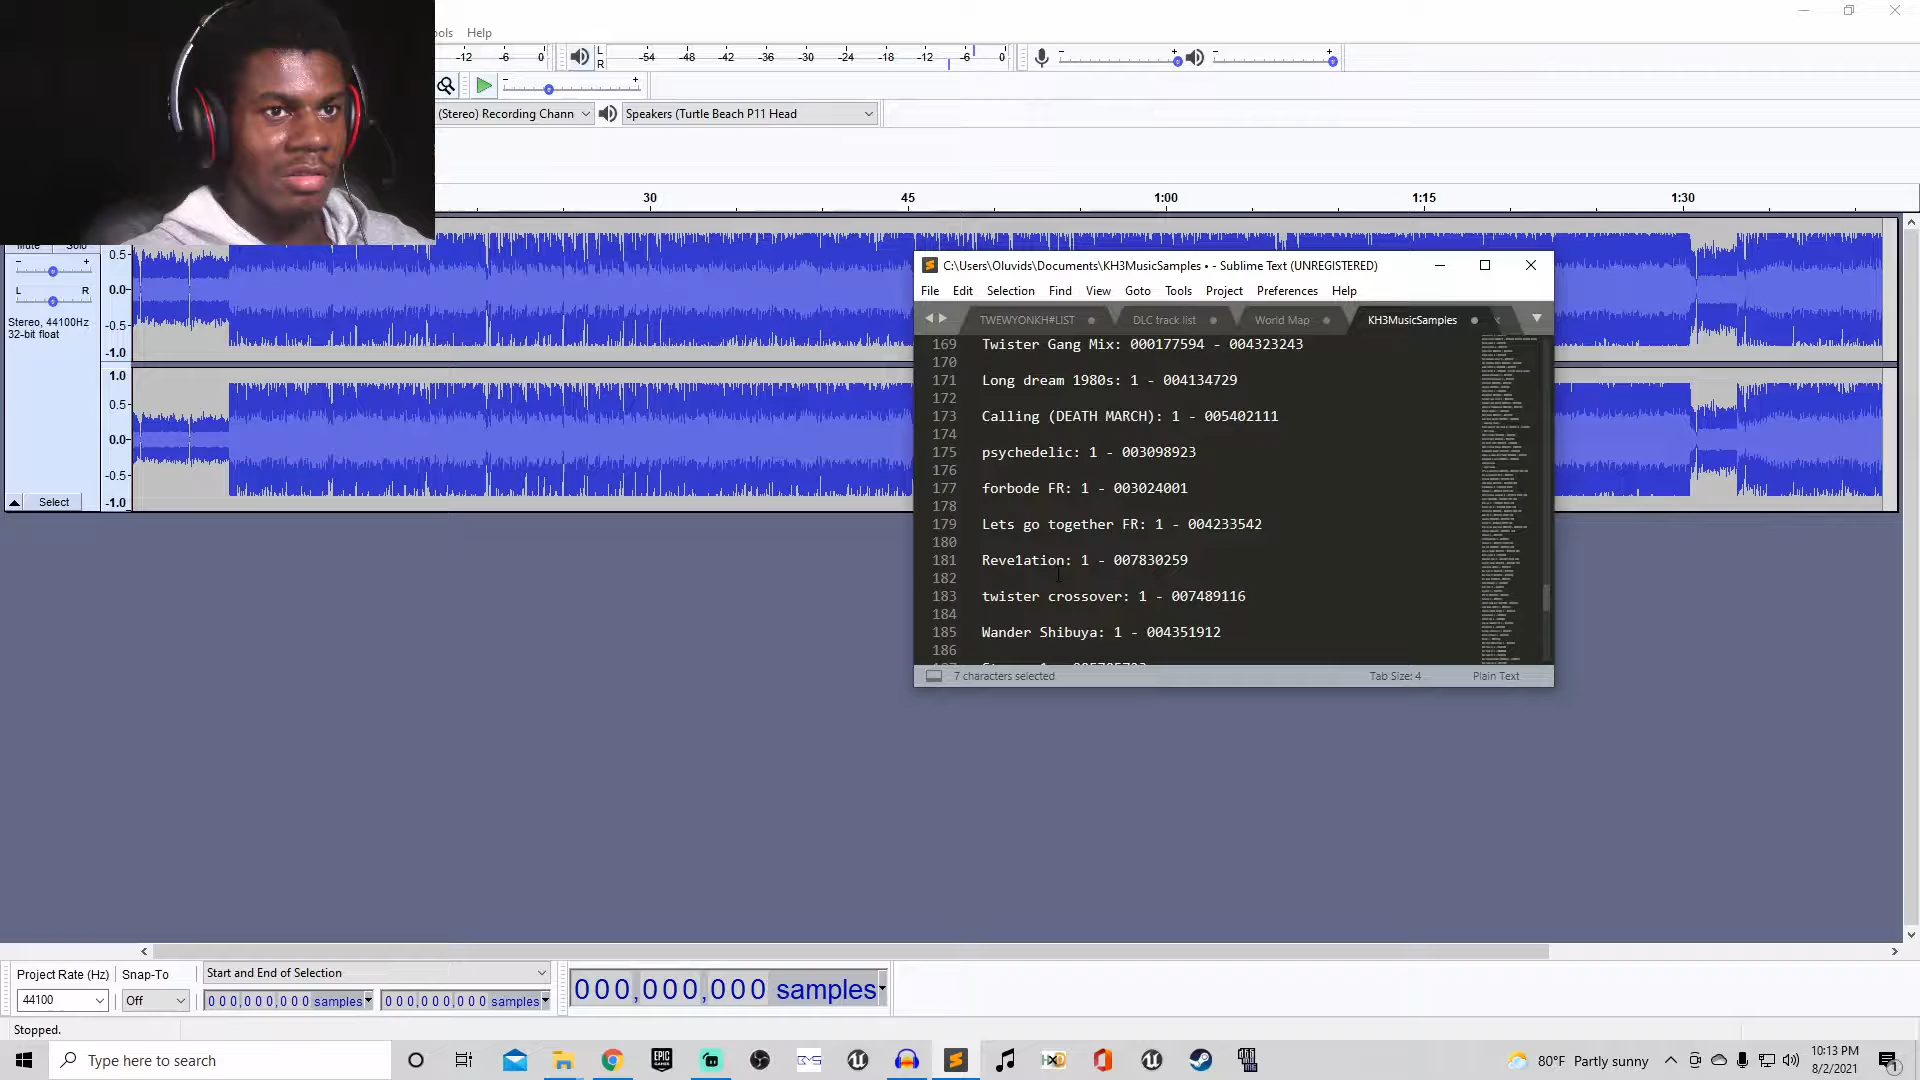 ools Help
-12 -6 0
L
R
-54 -48 -42 -36 -30 -24 -18 -12 -6 0
- +
- +
- +
(Stereo) Recording Chann
Speakers (Turtle Beach P11 Head
30 45 1:00 1:15 1:30
Mute Solo
- +
L R
Stereo, 44100Hz
32-bit float
Select
0.5
0.0
-0.5
-1.0
1.0
0.5
0.0
-0.5
-1.0
C:\Users\Oluvids\Documents\KH3MusicSamples • - Sublime Text (UNREGISTERED)
File Edit Selection Find View Goto Tools Project Preferences Help
TWEWYONKH#LIST DLC track list World Map KH3MusicSamples
169 Twister Gang Mix: 000177594 - 004323243
170
171 Long dream 1980s: 1 - 004134729
172
173 Calling (DEATH MARCH): 1 - 005402111
174
175 psychedelic: 1 - 003098923
176
177 forbode FR: 1 - 003024001
178
179 Lets go together FR: 1 - 004233542
180
181 Reve1ation: 1 - 007830259
182
183 twister crossover: 1 - 007489116
184
185 Wander Shibuya: 1 - 004351912
186
7 characters selected Tab Size: 4 Plain Text
Project Rate (Hz) Snap-To Start and End of Selection
44100 Off 000,000,000 samples 000,000,000 samples
000,000,000 samples
Stopped.
Type here to search
EPIC GAMES
80°F Partly sunny
10:13 PM
8/2/2021
1